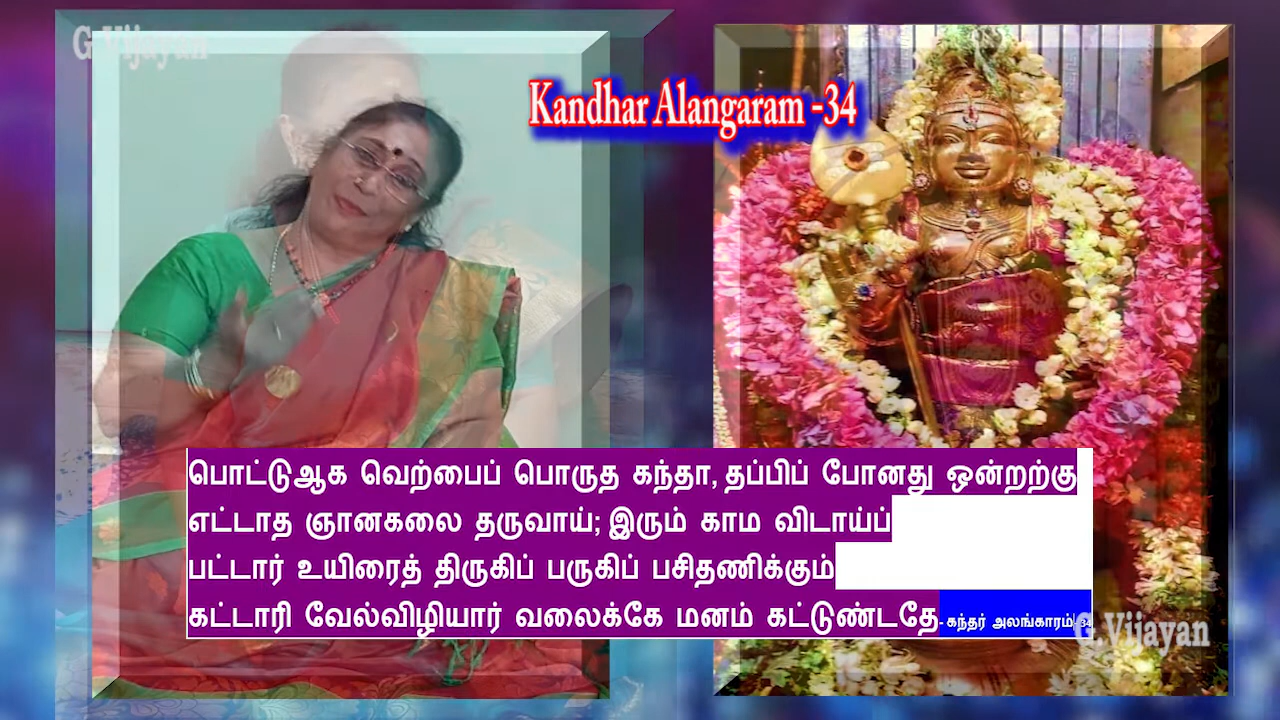 G.Vijayan
Kandhar Alangaram -34
பொட்டுஆக வெற்பைப் பொருத கந்தா, தப்பிப் போனது ஒன்றற்கு
எட்டாத ஞானகலை தருவாய்; இரும் காம விடாய்ப்
பட்டார் உயிரைத் திருகிப் பருகிப் பசிதணிக்கும்
கட்டாரி வேல்விழியார் வலைக்கே மனம் கட்டுண்டதே - கந்தர் அலங்காரம்-34
G.Vijayan